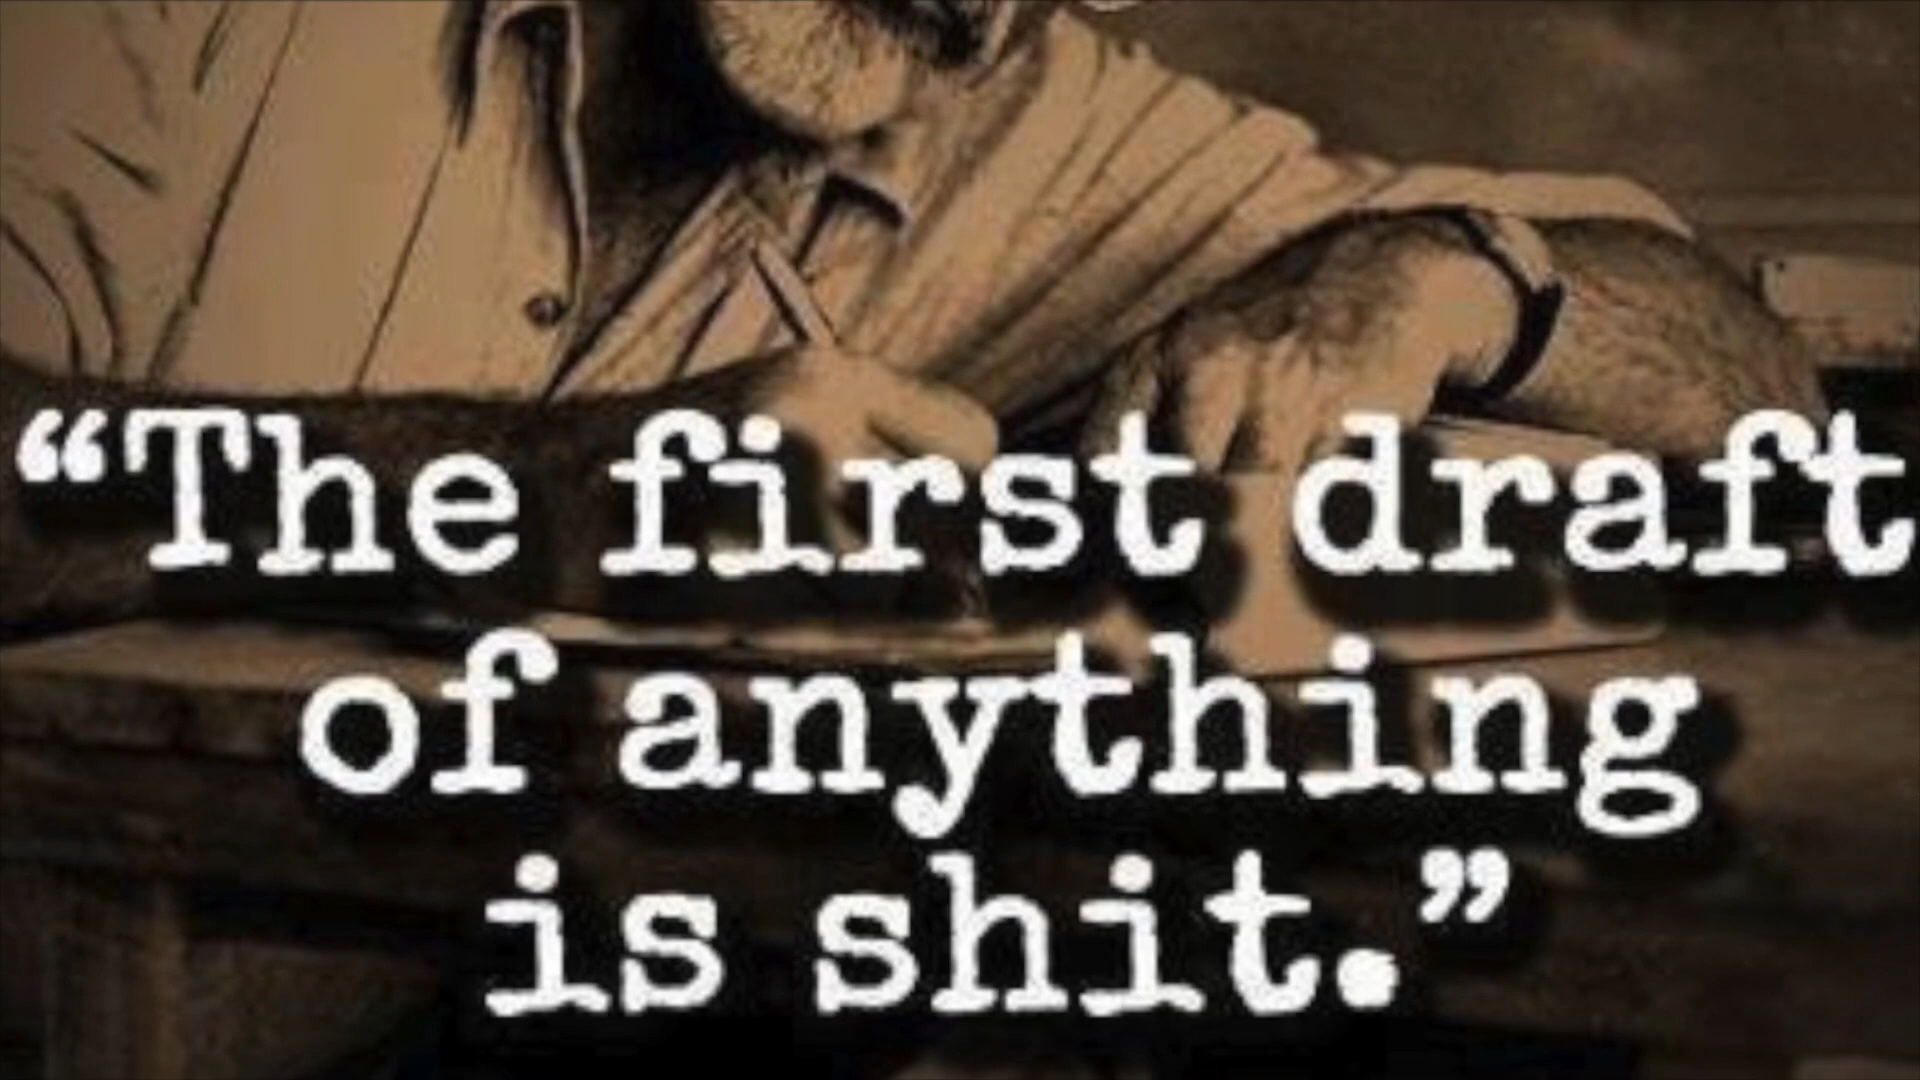 “The first draft
of anything
is shit.”